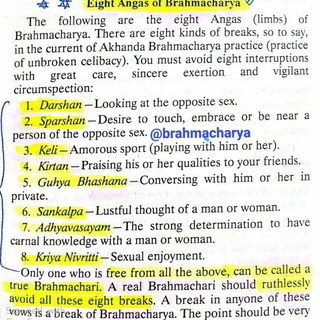 Eight Angas of Brahmacharya
The following are the eight Angas (limbs) of
Brahmacharya. There are eight kinds of breaks, so to say,
in the current of Akhanda Brahmacharya practice (practice
of unbroken celibacy). You must avoid eight interruptions
with great care, sincere exertion and vigilant
circumspection:
1. Darshan—Looking at the opposite sex.
2. Sparshan—Desire to touch, embrace or be near a
person of the opposite sex. @brahmacharya
3. Keli—Amorous sport (playing with him or her).
4. Kirtan—Praising his or her qualities to your friends.
5. Guhya Bhashana—Conversing with him or her in
private.
6. Sankalpa—Lustful thought of a man or woman.
7. Adhyavasayam—The strong determination to have
carnal knowledge with a man or woman.
8. Kriya Nivritti—Sexual enjoyment.
Only one who is free from all the above, can be called a
true Brahmachari. A real Brahmachari should ruthlessly
avoid all these eight breaks. A break in anyone of these
vows is a break of Brahmacharya. The point should be very